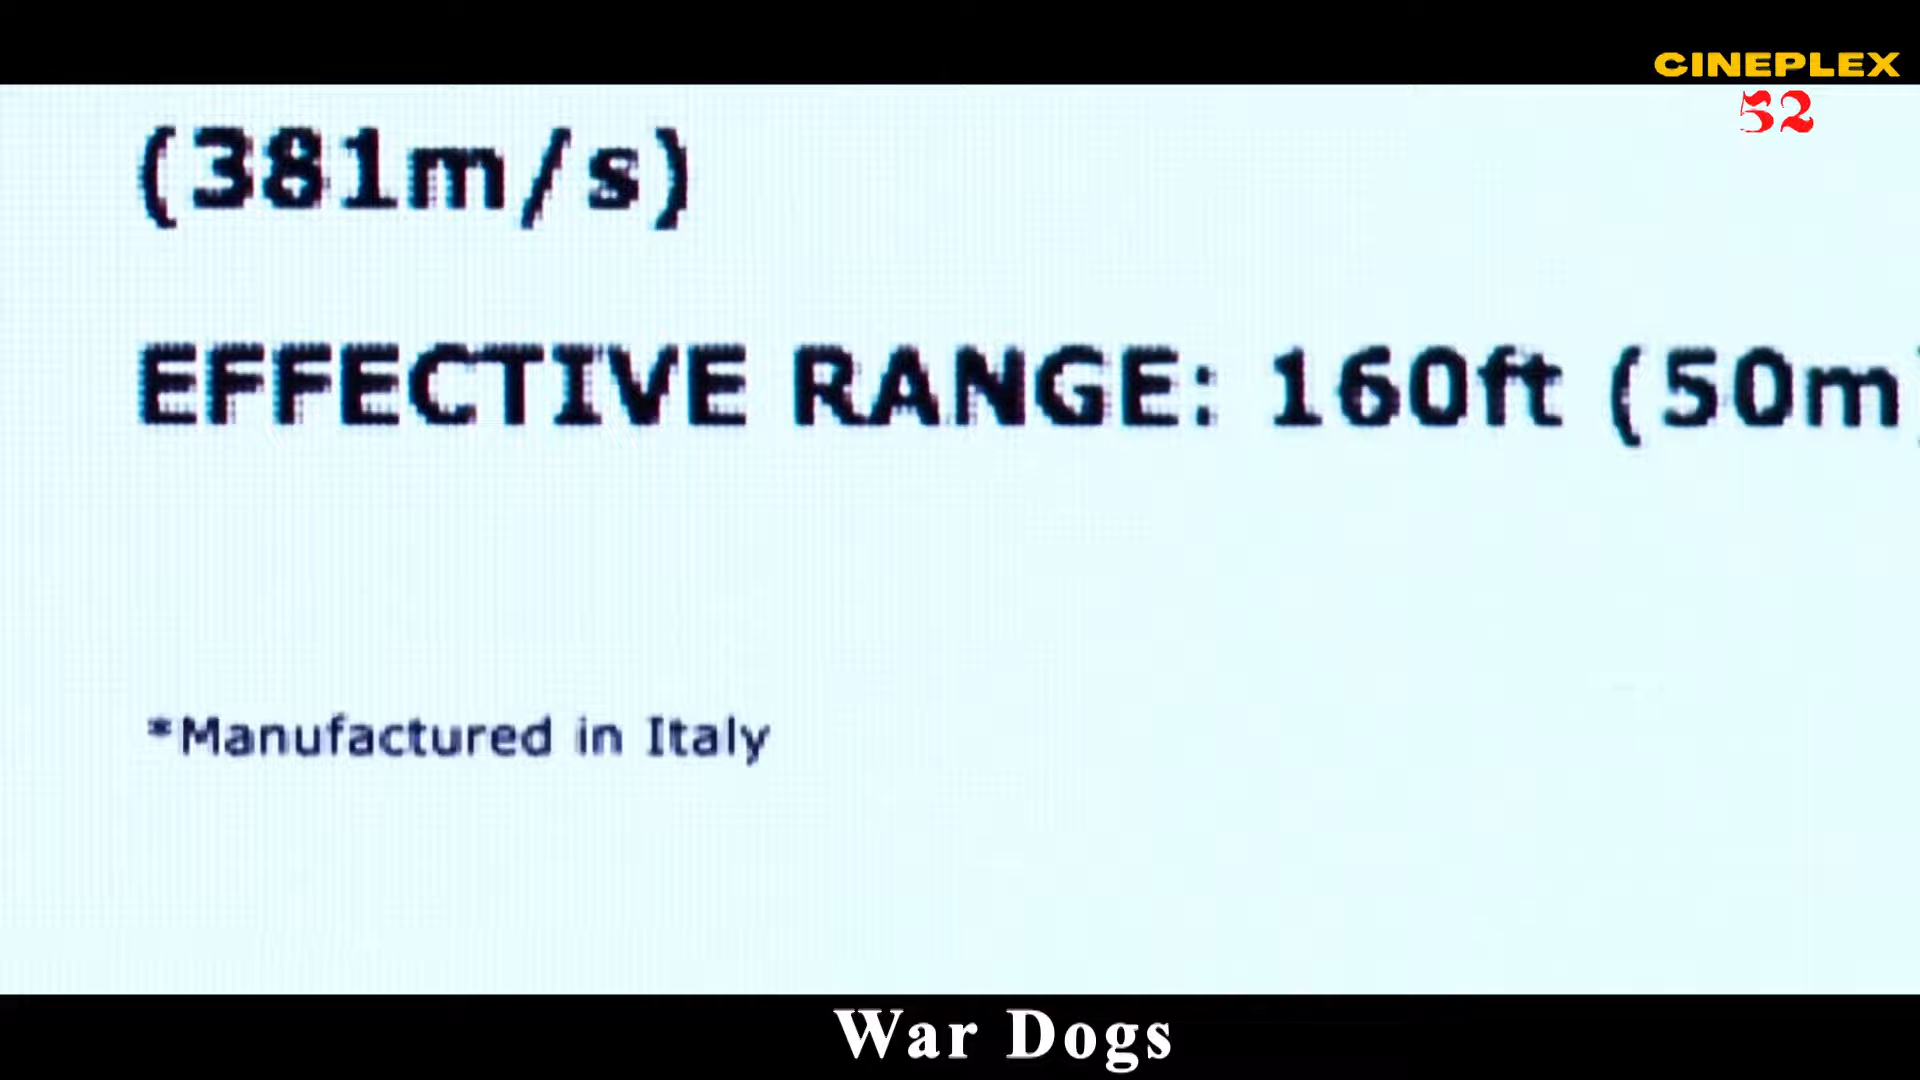 CINEPLEX
52
(381m/s)
EFFECTIVE RANGE: 160ft (50m)
*Manufactured in Italy
War Dogs